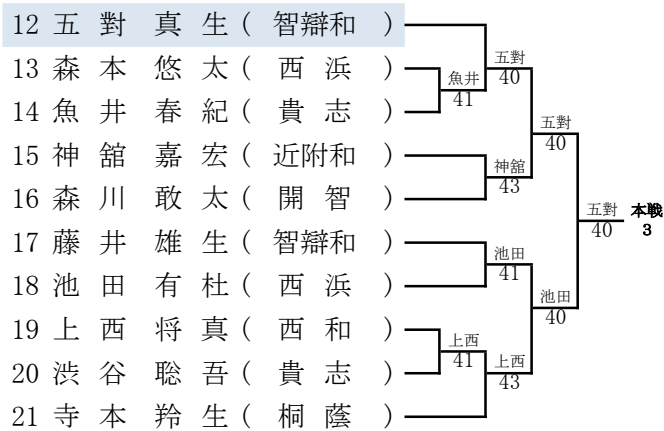 12 五 對 真 生 ( 智辯和 )
13 森 本 悠 太 ( 西 浜 )
14 魚 井 春 紀 ( 貴 志 )
15 神 舘 嘉 宏 ( 近附和 )
16 森 川 敢 太 ( 開 智 )
17 藤 井 雄 生 ( 智辯和 )
18 池 田 有 杜 ( 西 浜 )
19 上 西 将 真 ( 西 和 )
20 渋 谷 聡 吾 ( 貴 志 )
21 寺 本 羚 生 ( 桐 蔭 )
魚井
41
五對
40
神舘
43
五對
40
池田
41
上西
41
上西
43
池田
40
五對
40
本戦
3